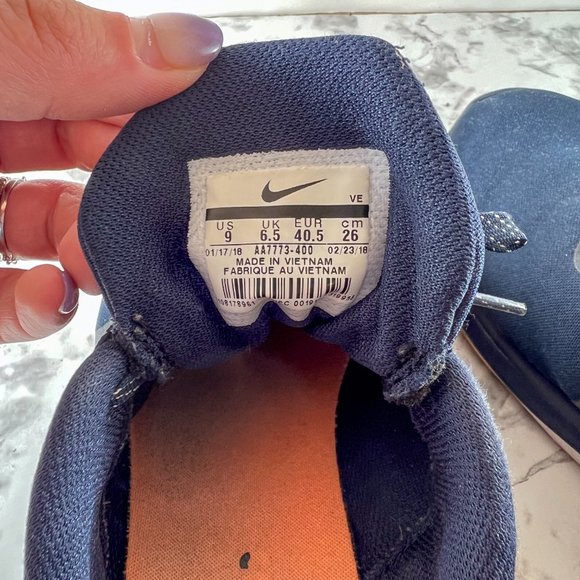 VE
US UK EUR cm
9 6.5 40.5 26
01/17/18 AA7773-400 02/23/18
MADE IN VIETNAM
FABRIQUE AU VIETNAM